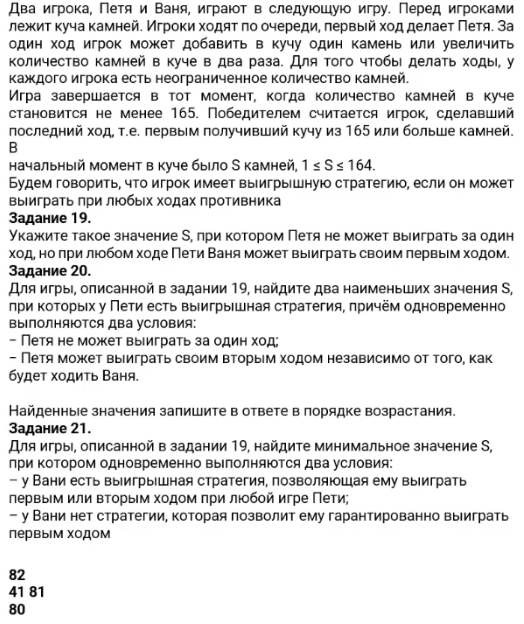 Два игрока, Петя и Ваня, играют в следующую игру. Перед игроками
лежит куча камней. Игроки ходят по очереди, первый ход делает Петя. За
один ход игрок может добавить в кучу один камень или увеличить
количество камней в куче в два раза. Для того чтобы делать ходы, у
каждого игрока есть неограниченное количество камней.
Игра завершается в тот момент, когда количество камней в куче
становится не менее 165. Победителем считается игрок, сделавший
последний ход, т.е. первым получивший кучу из 165 или больше камней.
В
начальный момент в куче было S камней, 1 ≤ S ≤ 164.
Будем говорить, что игрок имеет выигрышную стратегию, если он может
выиграть при любых ходах противника
Задание 19.
Укажите такое значение S, при котором Петя не может выиграть за один
ход, но при любом ходе Пети Ваня может выиграть своим первым ходом.
Задание 20.
Для игры, описанной в задании 19, найдите два наименьших значения S,
при которых у Пети есть выигрышная стратегия, причём одновременно
выполняются два условия:
− Петя не может выиграть за один ход;
− Петя может выиграть своим вторым ходом независимо от того, как
будет ходить Ваня.
Найденные значения запишите в ответе в порядке возрастания.
Задание 21.
Для игры, описанной в задании 19, найдите минимальное значение S,
при котором одновременно выполняются два условия:
− у Вани есть выигрышная стратегия, позволяющая ему выиграть
первым или вторым ходом при любой игре Пети;
− у Вани нет стратегии, которая позволит ему гарантированно выиграть
первым ходом
82
41 81
80